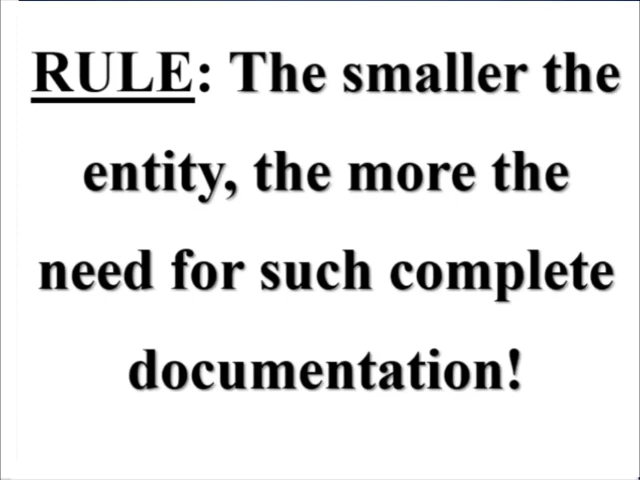 RULE: The smaller the
entity, the more the
need for such complete
documentation!